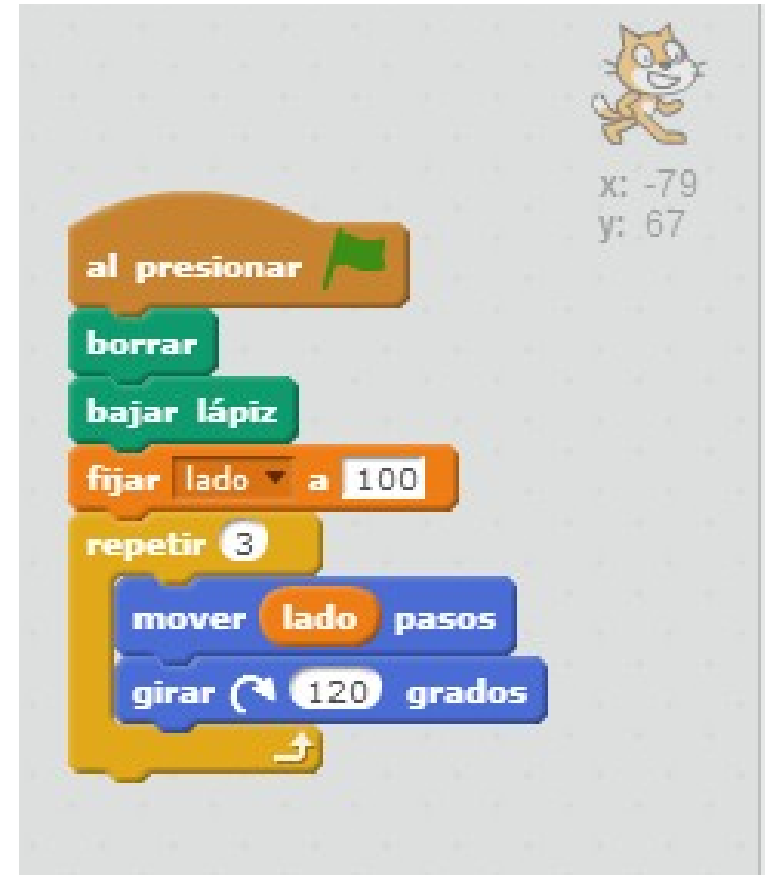 x: -79
y: 67
al presionar
borrar
bajar lápiz
fijar lado a 100
repetir 3
mover lado pasos
girar 120 grados